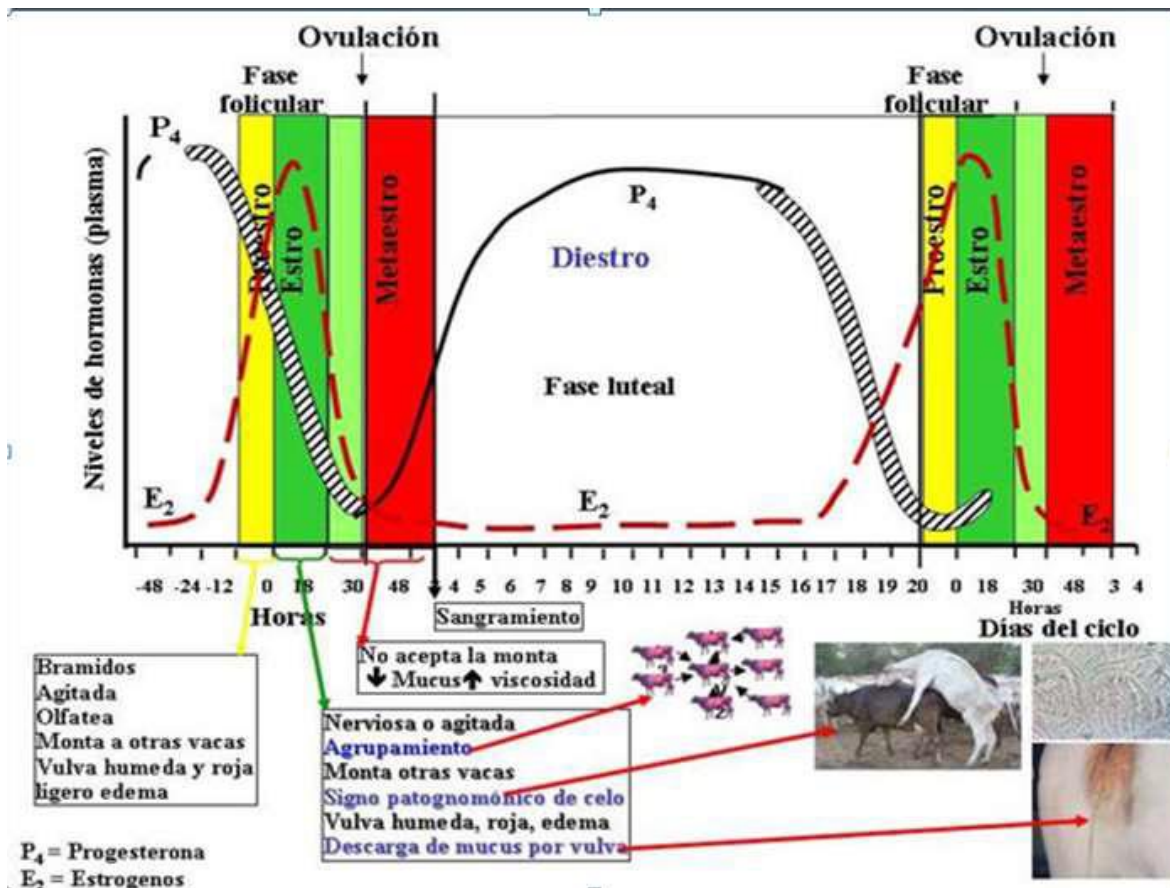 Ovulación
Ovulación
Fase
folicular
Fase
folicular
P4
Niveles de hormonas (plasma)
Proestro
Estro
Metaestro
P4
Diestro
Fase luteal
Proestro
Estro
Metaestro
E2
E2
E2
-48 -24 -12 0 18 30 48 4 5 6 7 8 9 10 11 12 13 14 15 16 17 18 19 20 0 18 30 48 3 4
Horas
Horas
Días del ciclo
Sangramiento
No acepta la monta
↓ Mucus ↑ viscosidad
Bramidos
Agitada
Olfatea
Monta a otras vacas
Vulva humeda y roja
ligero edema
Nerviosa o agitada
Agrupamiento
Monta otras vacas
Signo patognomónico de celo
Vulva humeda, roja, edema
Descarga de mucus por vulva
P4 = Progesterona
E2 = Estrogenos